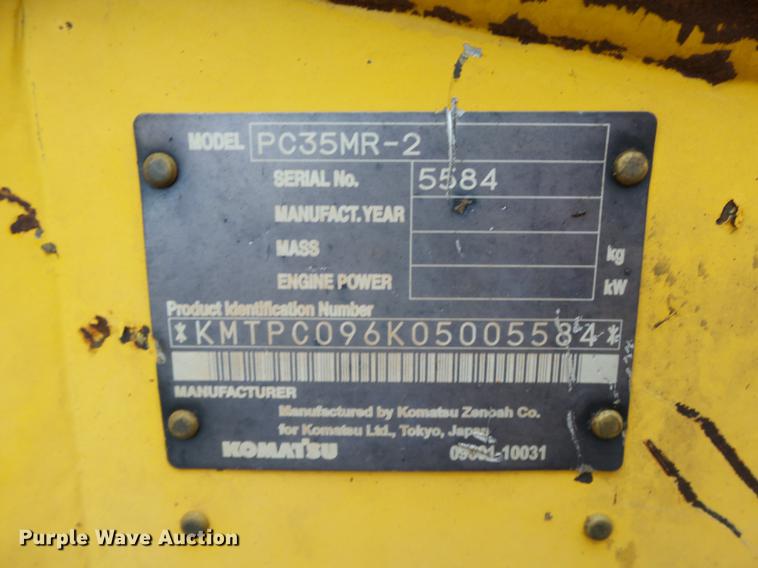 MODEL PC35MR-2
SERIAL No. 5584
MANUFACT. YEAR
MASS kg
ENGINE POWER kW
Product Identification Number
*KMTPC096K05005584*
MANUFACTURER
Manufactured by Komatsu Zenoah Co.
for Komatsu Ltd., Tokyo, Japan
KOMATSU
Purple Wave Auction